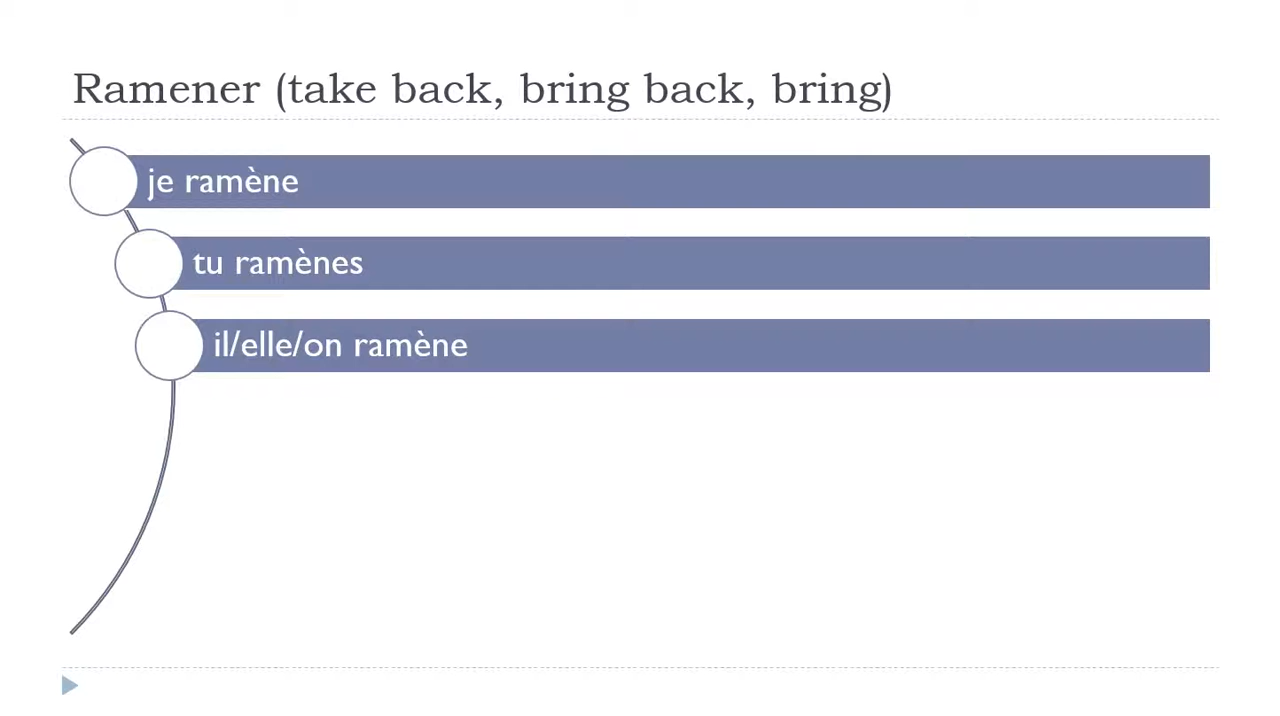 Ramener (take back, bring back, bring)
je ramène
tu ramènes
il/elle/on ramène